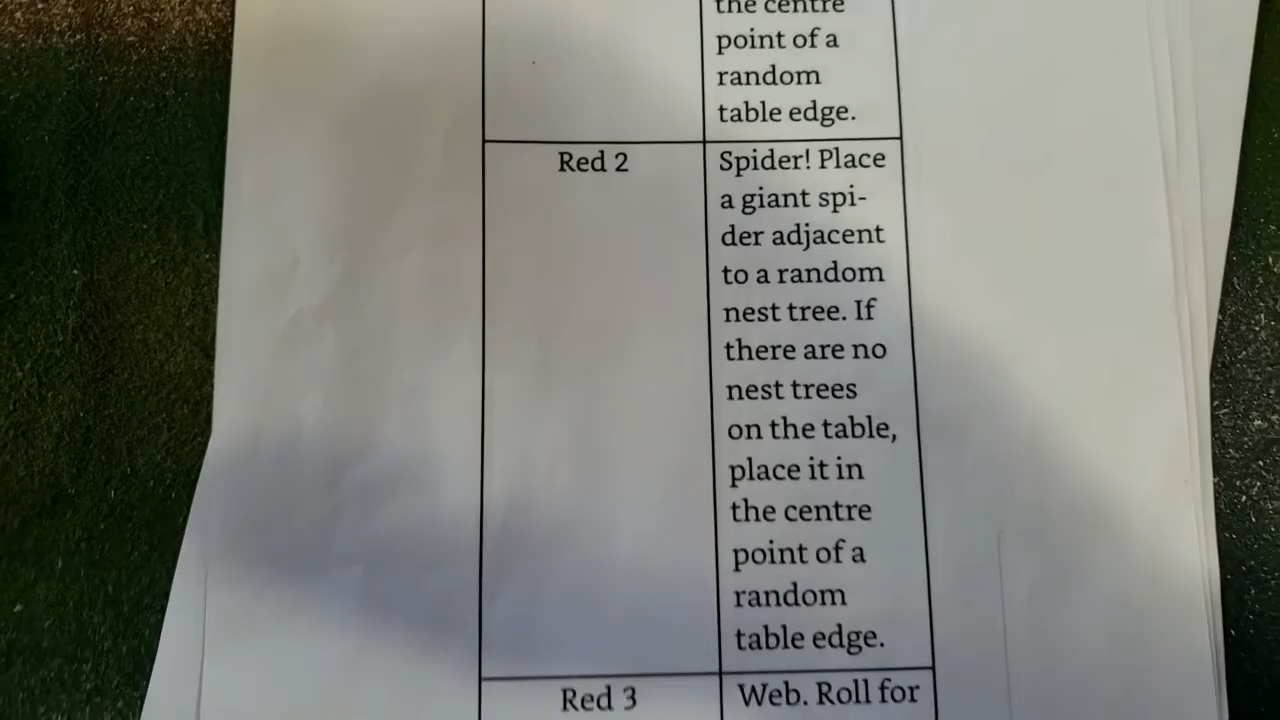 the centre
point of a
random
table edge.
Red 2
Spider! Place
a giant spi-
der adjacent
to a random
nest tree. If
there are no
nest trees
on the table,
place it in
the centre
point of a
random
table edge.
Red 3
Web. Roll for